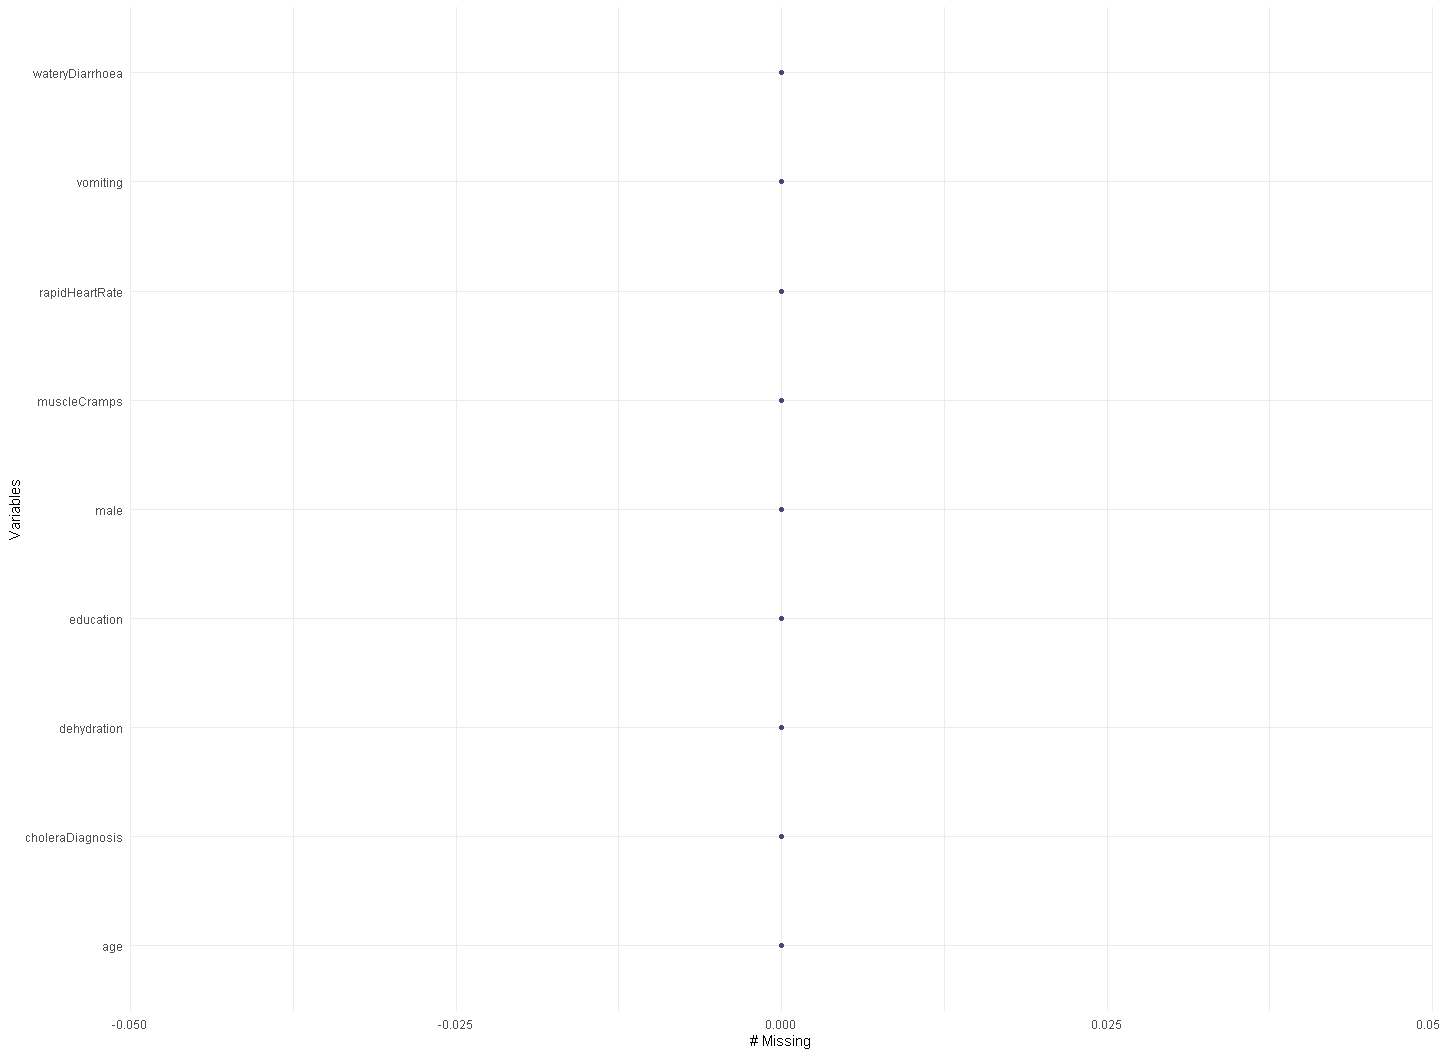 wateryDiarrhoea
vomiting
rapidHeartRate
muscleCramps
male
education
dehydration
choleraDiagnosis
age
Variables
-0.050 -0.025 0.000 0.025 0.05
# Missing